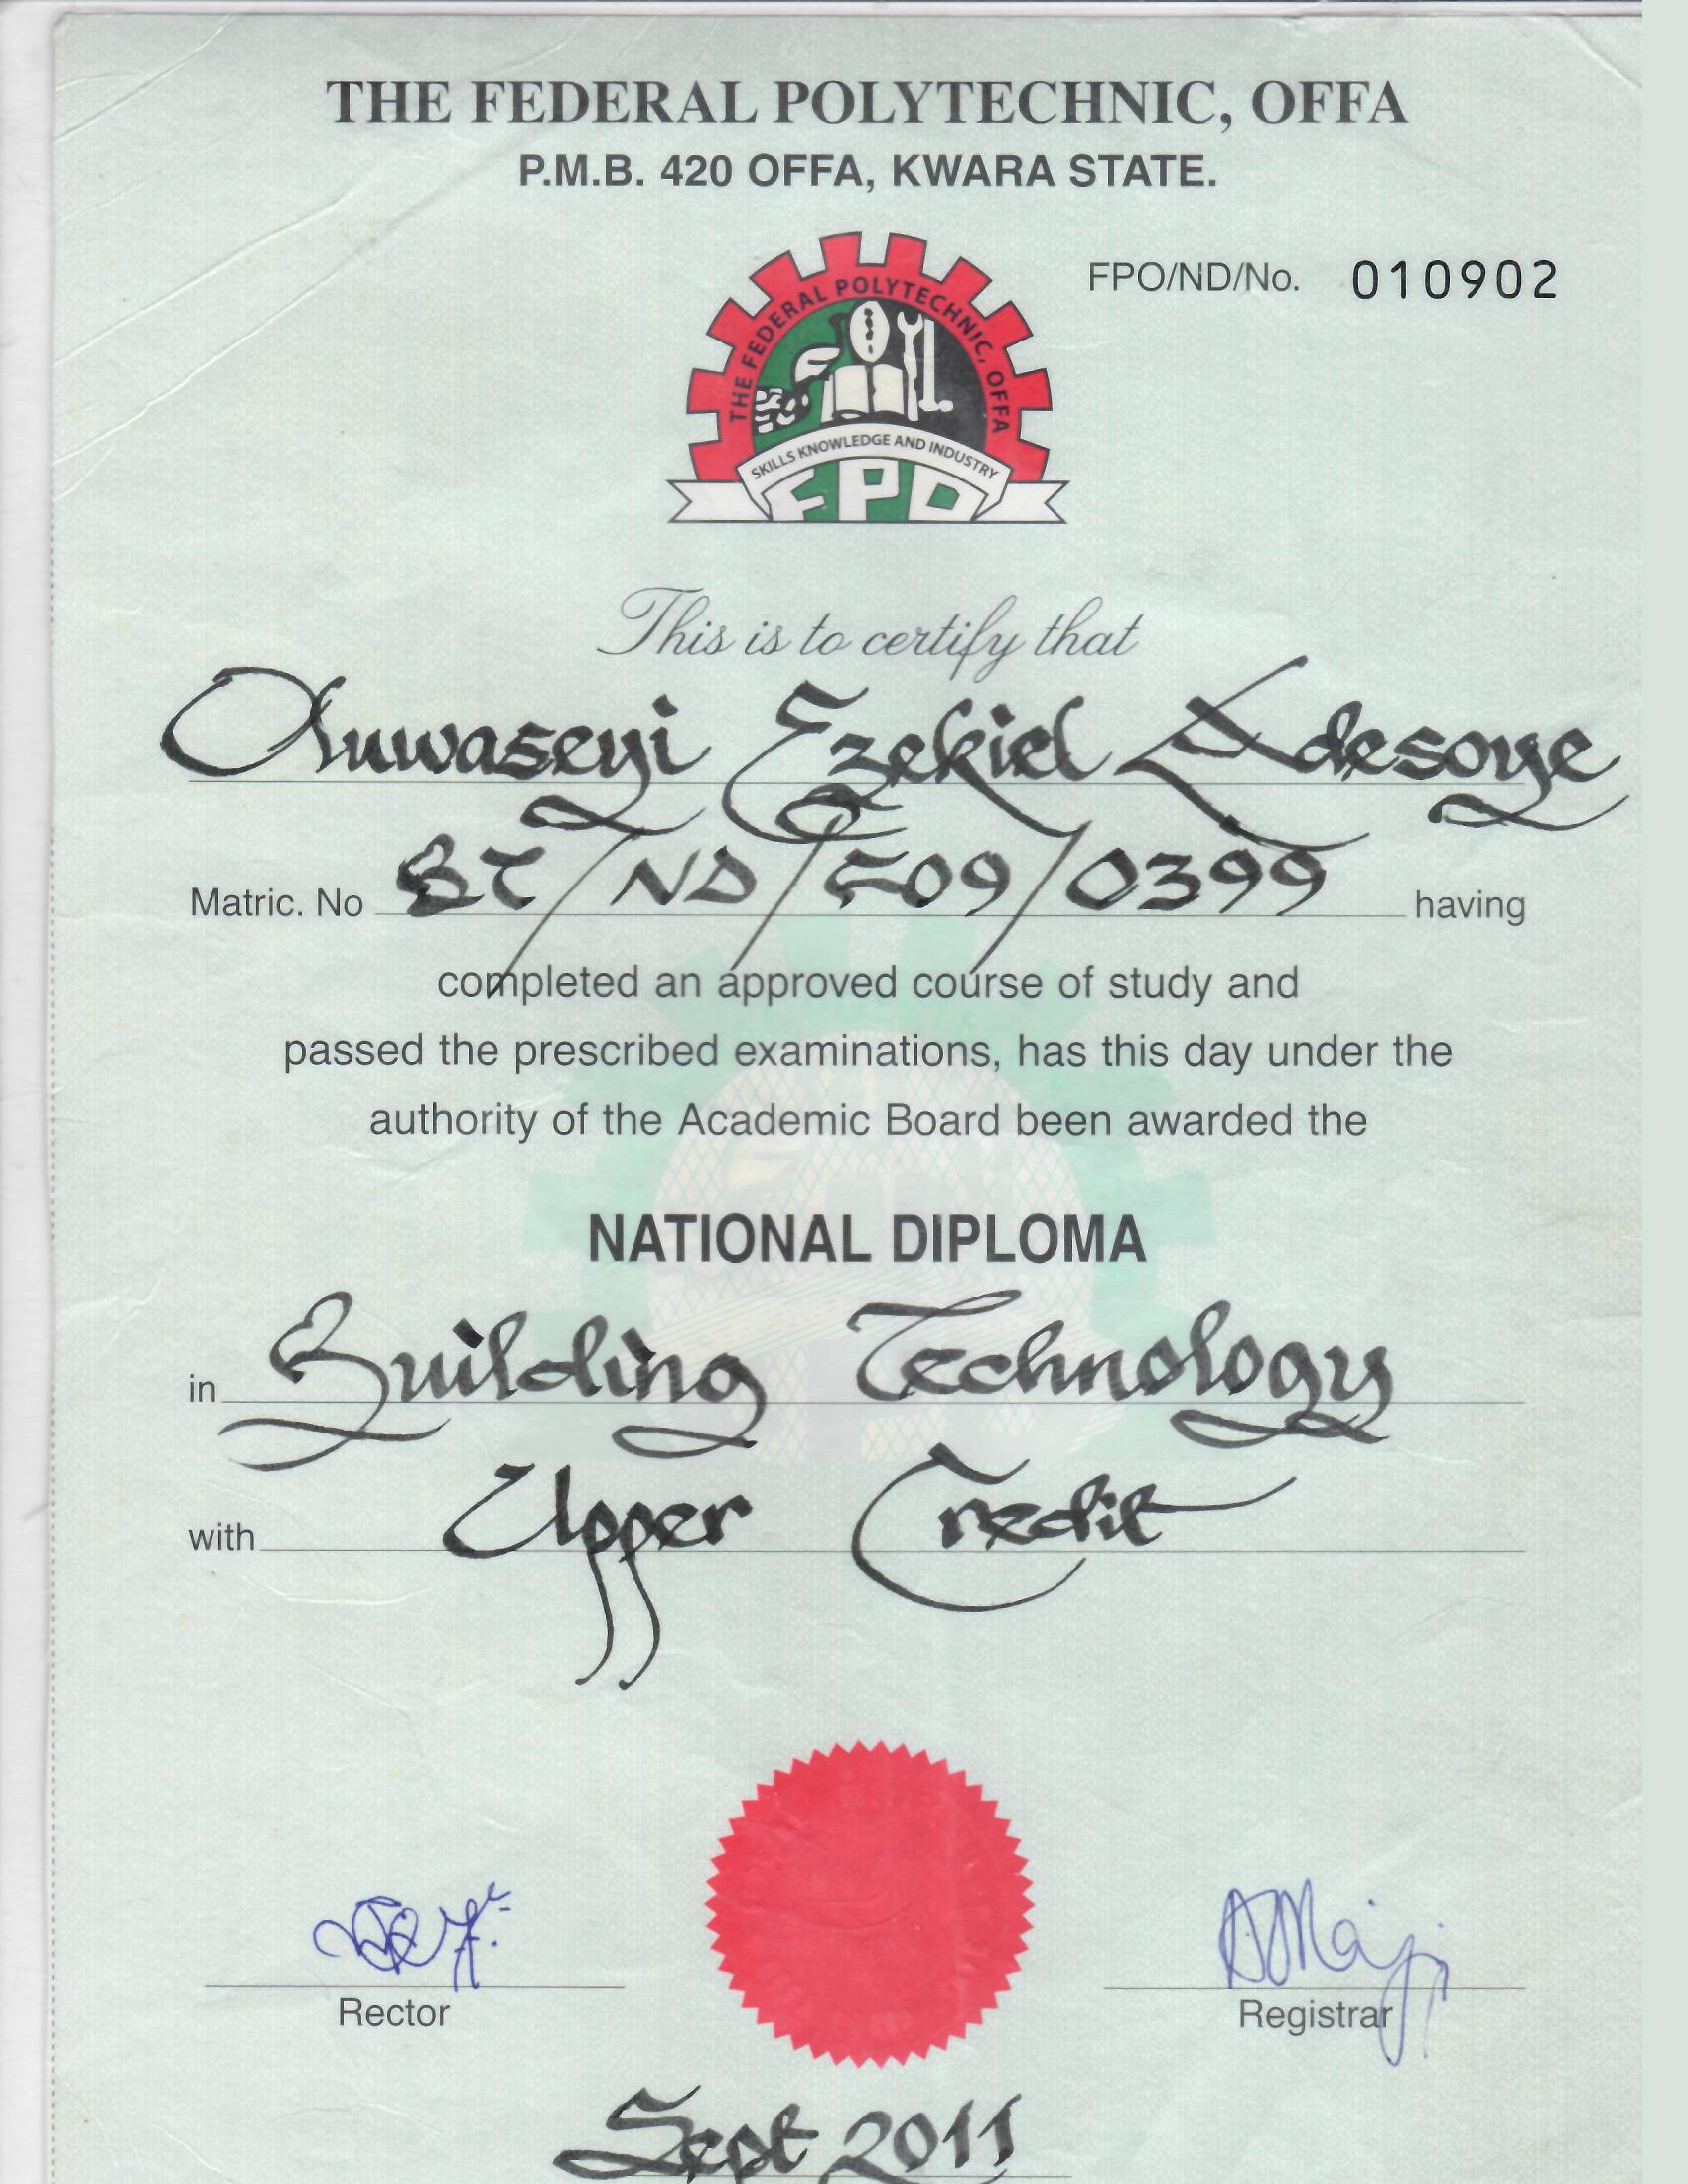 THE FEDERAL POLYTECHNIC, OFFA
P.M.B. 420 OFFA, KWARA STATE.
FPO/ND/No. 010902
THE FEDERAL POLYTECHNIC, OFFA
SKILLS KNOWLEDGE AND INDUSTRY
FPO
This is to certify that
Oluwaseyi Ezekiel Adesoye
Matric. No BT/ND/F09/0399 having
completed an approved course of study and
passed the prescribed examinations, has this day under the
authority of the Academic Board been awarded the
NATIONAL DIPLOMA
in Building Technology
with Upper Credit
Rector
Registrar
Sept 2011